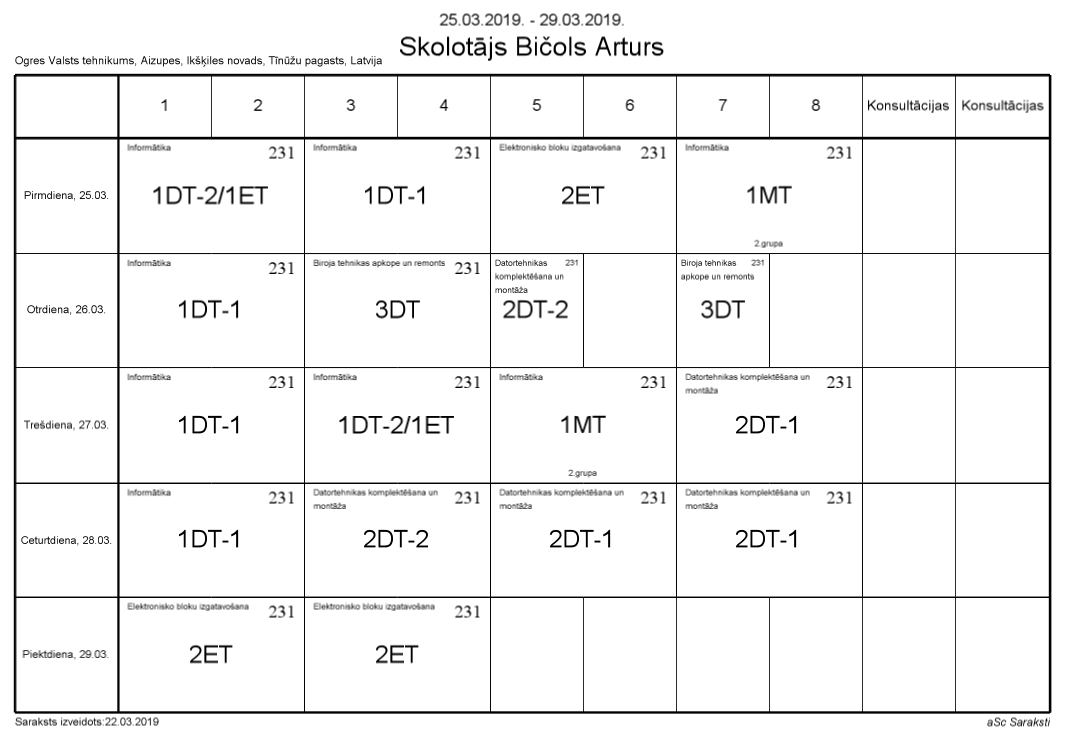 25.03.2019. - 29.03.2019.
Skolotājs Bičols Arturs
Ogres Valsts tehnikums, Aizupes, Ikšķiles novads, Tīnūžu pagasts, Latvija
1 2 3 4 5 6 7 8 Konsultācijas Konsultācijas
Pirmdiena, 25.03.
Informātika 231
1DT-2/1ET
Informātika 231
1DT-1
Elektronisko bloku izgatavošana 231
2ET
Informātika 231
1MT
2.grupa
Otrdiena, 26.03.
Informātika 231
1DT-1
Biroja tehnikas apkope un remonts 231
3DT
Datortehnikas 231
komplektēšana un
montāža
2DT-2
Biroja tehnikas 231
apkope un remonts
3DT
Trešdiena, 27.03.
Informātika 231
1DT-1
Informātika 231
1DT-2/1ET
Informātika 231
1MT
2.grupa
Datortehnikas komplektēšana un 231
montāža
2DT-1
Ceturtdiena, 28.03.
Informātika 231
1DT-1
Datortehnikas komplektēšana un 231
montāža
2DT-2
Datortehnikas komplektēšana un 231
montāža
2DT-1
Datortehnikas komplektēšana un 231
montāža
2DT-1
Piektdiena, 29.03.
Elektronisko bloku izgatavošana 231
2ET
Elektronisko bloku izgatavošana 231
2ET
Saraksts izveidots:22.03.2019
aSc Saraksti